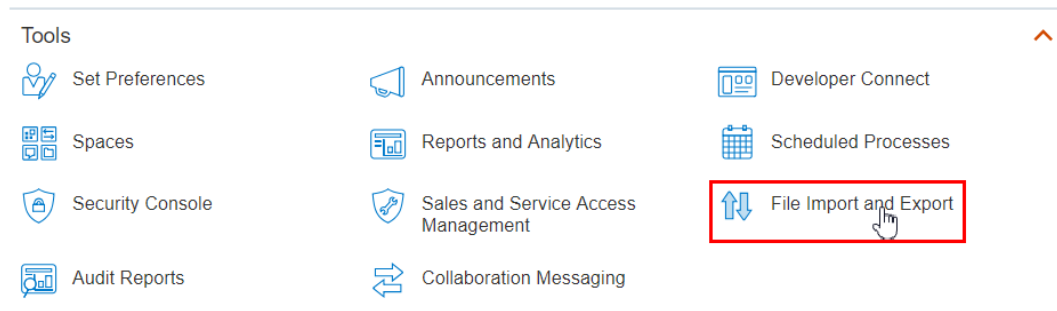 Tools
Set Preferences
Announcements
Developer Connect
Spaces
Reports and Analytics
Scheduled Processes
Security Console
Sales and Service Access
Management
File Import and Export
Audit Reports
Collaboration Messaging